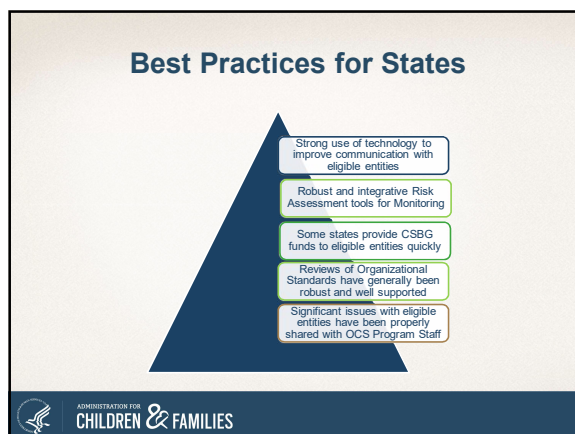 Best Practices for States
Strong use of technology to
improve communication with
eligible entities
Robust and integrative Risk
Assessment tools for Monitoring
Some states provide CSBG
funds to eligible entities quickly
Reviews of Organizational
Standards have generally been
robust and well supported
Significant issues with eligible
entities have been properly
shared with OCS Program Staff
ADMINISTRATION FOR
CHILDREN & FAMILIES